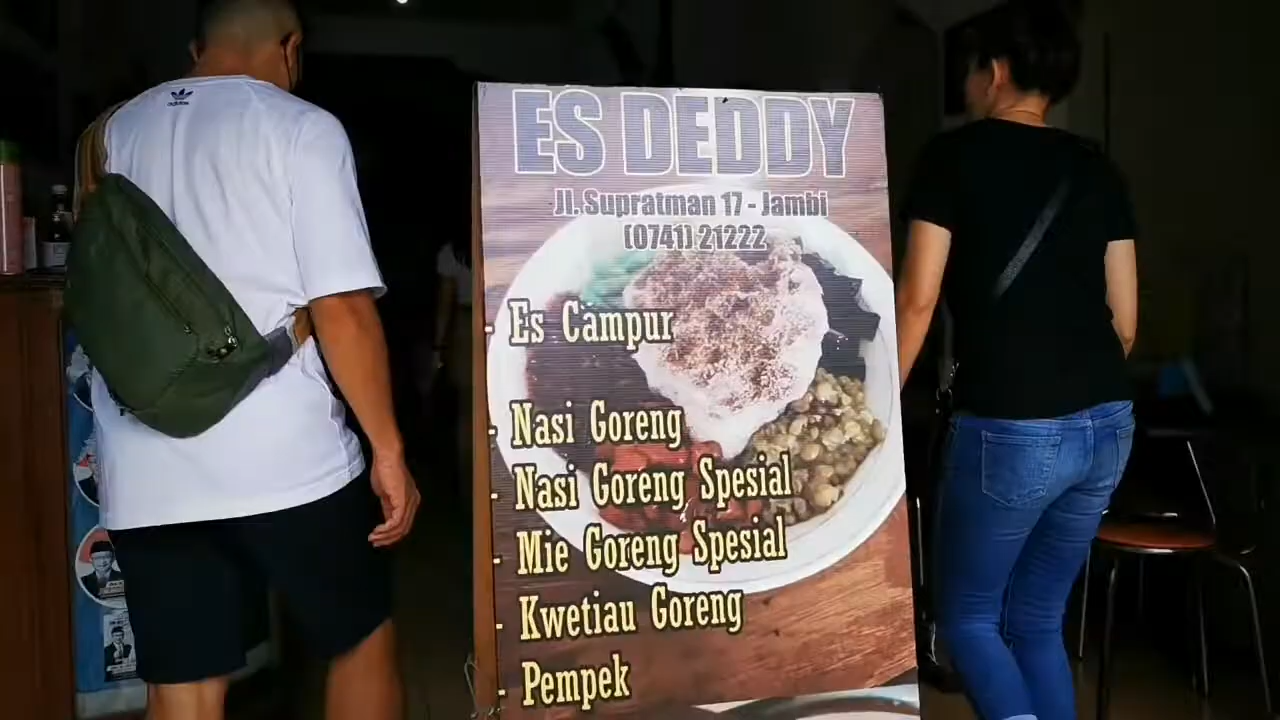 adidas
ES DEDDY
Jl. Supratman 17 - Jambi
(0741) 21222
- Es Campur
- Nasi Goreng
- Nasi Goreng Spesial
- Mie Goreng Spesial
- Kwetiau Goreng
- Pempek